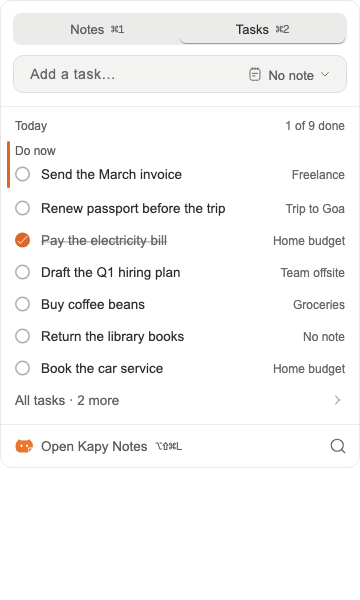 Notes ⌘1 Tasks ⌘2
Add a task... No note
Today 1 of 9 done
Do now
Send the March invoice Freelance
Renew passport before the trip Trip to Goa
Pay the electricity bill Home budget
Draft the Q1 hiring plan Team offsite
Buy coffee beans Groceries
Return the library books No note
Book the car service Home budget
All tasks · 2 more
Open Kapy Notes ⌥⇧⌘L